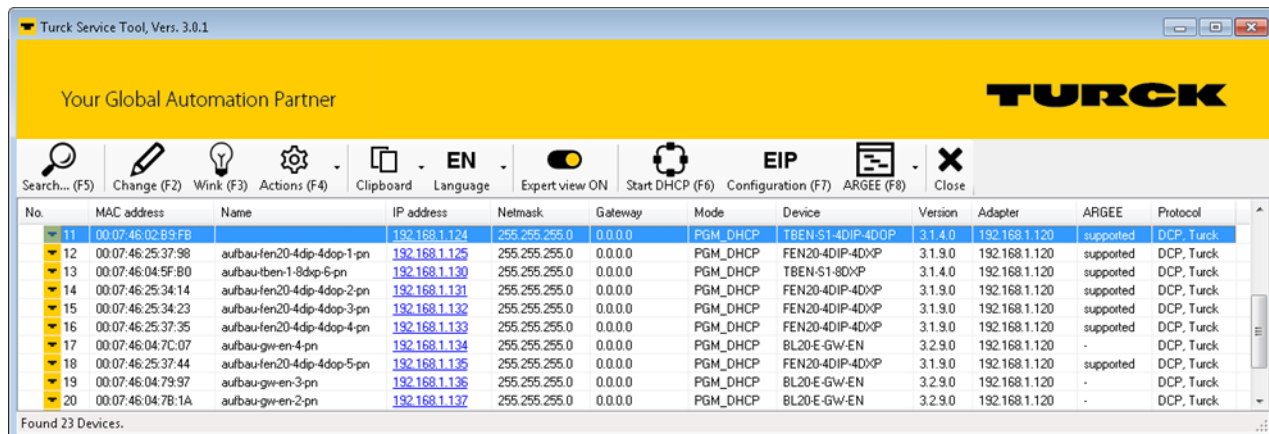 Turck Service Tool, Vers. 3.0.1
Your Global Automation Partner
TURCK
EN EIP
Search... (F5) Change (F2) Wink (F3) Actions (F4) Clipboard Language Expert view ON Start DHCP (F6) Configuration (F7) ARGEE (F8) Close
No. MAC address Name IP address Netmask Gateway Mode Device Version Adapter ARGEE Protocol
11 00:07:46:02:B9:FB 192.168.1.124 255.255.255.0 0.0.0.0 PGM_DHCP TBEN-S1-4DIP-4DOP 3.1.4.0 192.168.1.120 supported DCP, Turck
12 00:07:46:25:37:98 aufbau-fen20-4dip-4dop-1-pn 192.168.1.125 255.255.255.0 0.0.0.0 PGM_DHCP FEN20-4DIP-4DXP 3.1.9.0 192.168.1.120 supported DCP, Turck
13 00:07:46:04:5F:B0 aufbau-tben-1-8dxp-6-pn 192.168.1.130 255.255.255.0 0.0.0.0 PGM_DHCP TBEN-S1-8DXP 3.1.4.0 192.168.1.120 supported DCP, Turck
14 00:07:46:25:34:14 aufbau-fen20-4dip-4dop-2-pn 192.168.1.131 255.255.255.0 0.0.0.0 PGM_DHCP FEN20-4DIP-4DXP 3.1.9.0 192.168.1.120 supported DCP, Turck
15 00:07:46:25:34:23 aufbau-fen20-4dip-4dop-3-pn 192.168.1.132 255.255.255.0 0.0.0.0 PGM_DHCP FEN20-4DIP-4DXP 3.1.9.0 192.168.1.120 supported DCP, Turck
16 00:07:46:25:37:35 aufbau-fen20-4dip-4dop-4-pn 192.168.1.133 255.255.255.0 0.0.0.0 PGM_DHCP FEN20-4DIP-4DXP 3.1.9.0 192.168.1.120 supported DCP, Turck
17 00:07:46:04:7C:07 aufbau-gw-en-4-pn 192.168.1.134 255.255.255.0 0.0.0.0 PGM_DHCP BL20-E-GW-EN 3.2.9.0 192.168.1.120 - DCP, Turck
18 00:07:46:25:37:44 aufbau-fen20-4dip-4dop-5-pn 192.168.1.135 255.255.255.0 0.0.0.0 PGM_DHCP FEN20-4DIP-4DXP 3.1.9.0 192.168.1.120 supported DCP, Turck
19 00:07:46:04:79:97 aufbau-gw-en-3-pn 192.168.1.136 255.255.255.0 0.0.0.0 PGM_DHCP BL20-E-GW-EN 3.2.9.0 192.168.1.120 - DCP, Turck
20 00:07:46:04:7B:1A aufbau-gw-en-2-pn 192.168.1.137 255.255.255.0 0.0.0.0 PGM_DHCP BL20-E-GW-EN 3.2.9.0 192.168.1.120 - DCP, Turck
Found 23 Devices.